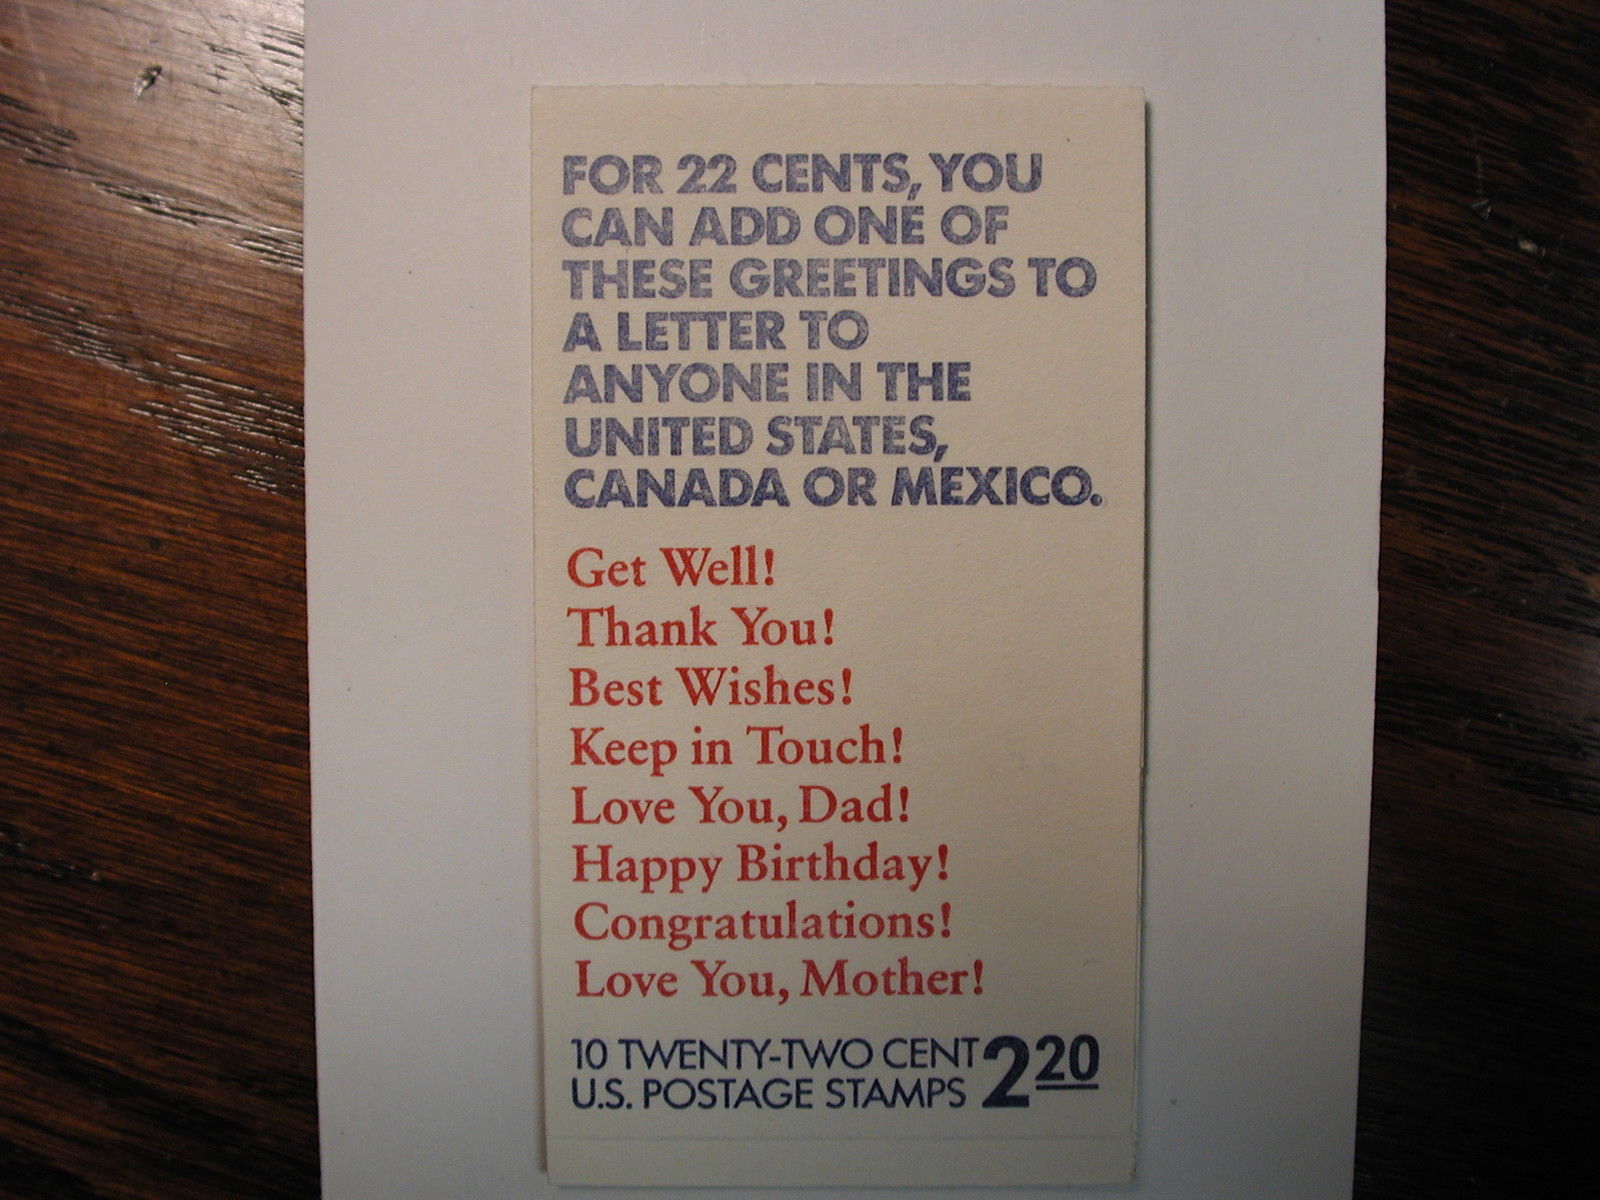 FOR 22 CENTS, YOU
CAN ADD ONE OF
THESE GREETINGS TO
A LETTER TO
ANYONE IN THE
UNITED STATES,
CANADA OR MEXICO.
Get Well!
Thank You!
Best Wishes!
Keep in Touch!
Love You, Dad!
Happy Birthday!
Congratulations!
Love You, Mother!
10 TWENTY-TWO CENT
U.S. POSTAGE STAMPS 2 20